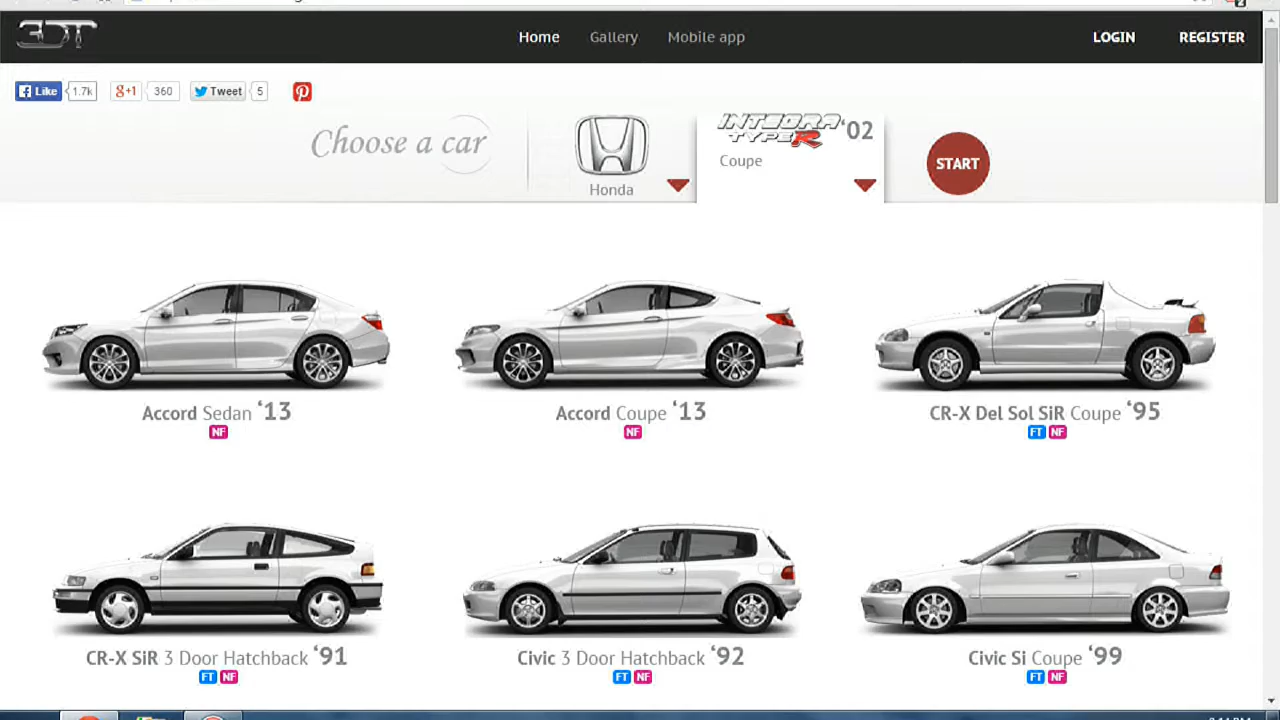 3DT
Home Gallery Mobile app LOGIN REGISTER
Like 1.7k +1 360 Tweet 5
Choose a car
Honda
INTEGRA TYPE R ‘02
Coupe
START
Accord Sedan ‘13
NF
Accord Coupe ‘13
NF
CR-X Del Sol SiR Coupe ‘95
FT NF
CR-X SiR 3 Door Hatchback ‘91
FT NF
Civic 3 Door Hatchback ‘92
FT NF
Civic Si Coupe ‘99
FT NF